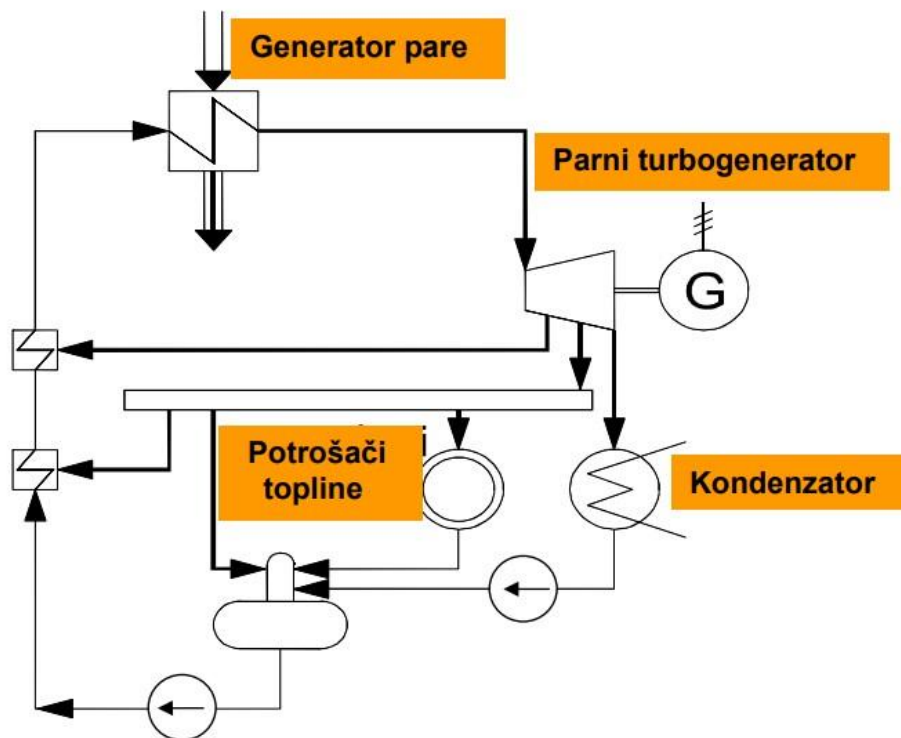 Generator pare
Parni turbogenerator
G
Potrošači
topline
Kondenzator